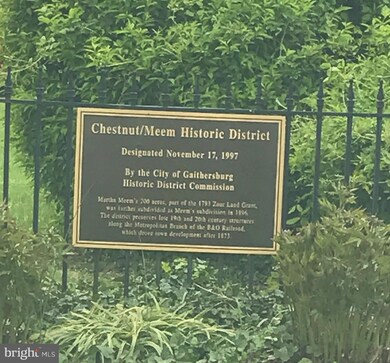 Chestnut/Meem Historic District
Designated November 17, 1997
By the City of Gaithersburg
Historic District Commission
Martha Meem's 200 acres, part of the 1793 Zoar Land Grant,
was further subdivided as Meem's subdivision in 1896.
The district preserves late 19th and 20th century structures
along the Metropolitan Branch of the B&O Railroad,
which drove town development after 1873.
bright MLS